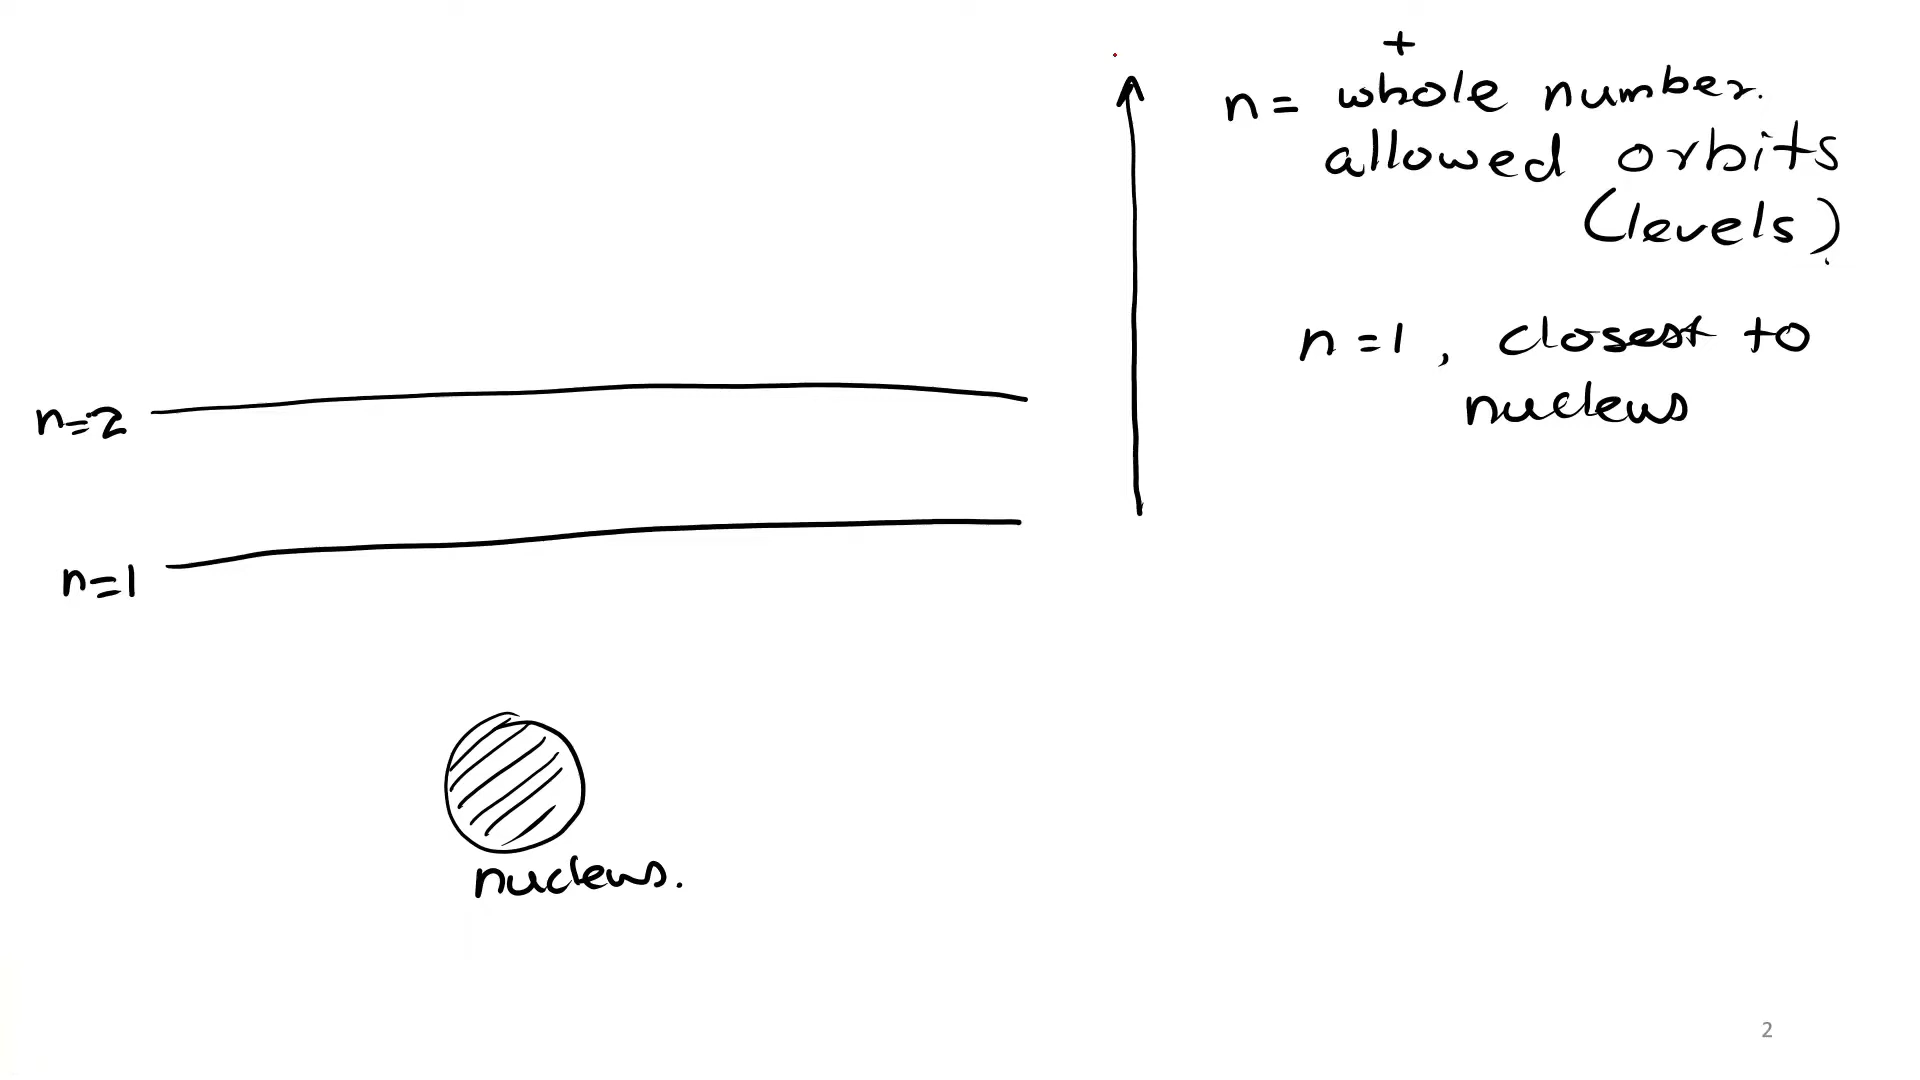 +
n= whole number.
allowed orbits
(levels)
n=1, closest to
nucleus
n=2
n=1
nucleus.
2